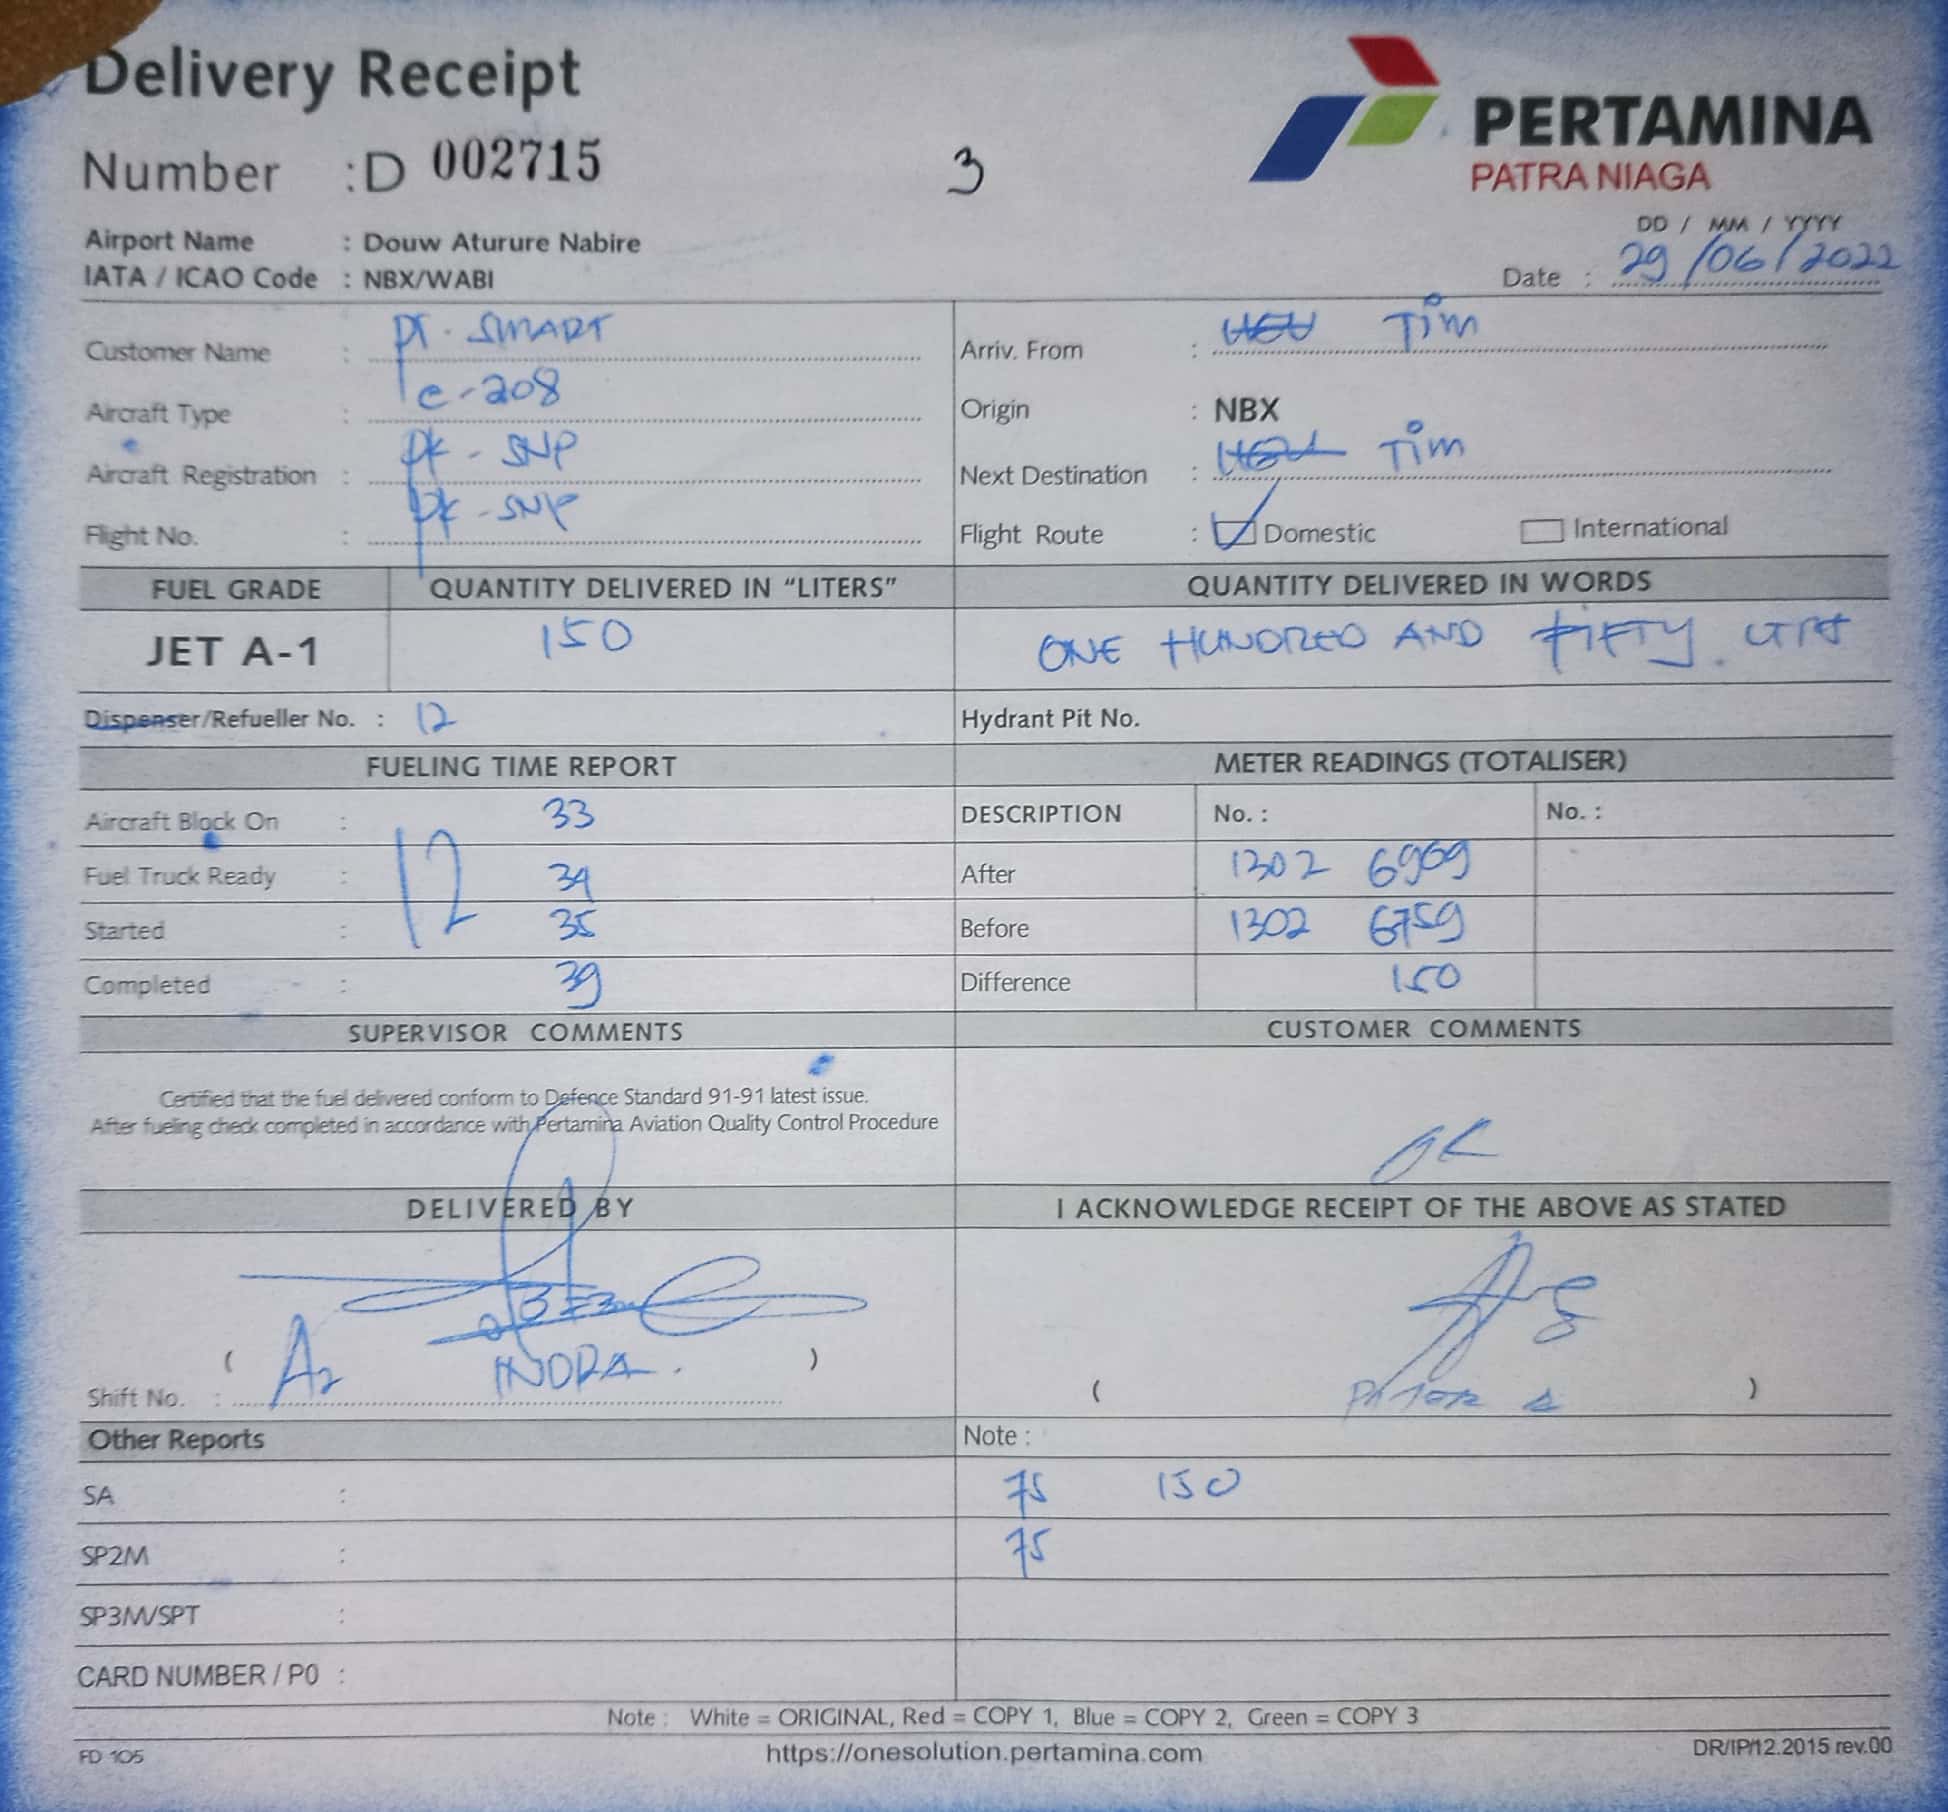 Delivery Receipt
Number :D 002715
3
PERTAMINA
PATRA NIAGA
Airport Name : Douw Aturure Nabire
IATA / ICAO Code : NBX/WABI
DD / MM / YYYY
Date : 29/06/2022
Customer Name : PT. SMART
Aircraft Type : C-208
Aircraft Registration : PK-SNP
Flight No. : PK-SNP
Arriv. From : Tim
Origin : NBX
Next Destination : Tim
Flight Route : Domestic International
FUEL GRADE QUANTITY DELIVERED IN "LITERS" QUANTITY DELIVERED IN WORDS
JET A-1 150 ONE HUNDRED AND FIFTY
Dispenser/Refueller No. : 12 Hydrant Pit No.
FUELING TIME REPORT
Aircraft Block On : 33
Fuel Truck Ready : 12 34
Started : 35
Completed : 39
METER READINGS (TOTALISER)
DESCRIPTION No. : No. :
After 1302 6909
Before 1302 6759
Difference 150
SUPERVISOR COMMENTS
Certified that the fuel delivered conform to Defence Standard 91-91 latest issue.
After fueling check completed in accordance with Pertamina Aviation Quality Control Procedure
CUSTOMER COMMENTS
OK
DELIVERED BY
( A2 INDRA. )
Shift No. :
I ACKNOWLEDGE RECEIPT OF THE ABOVE AS STATED
( )
Other Reports
SA :
SP2M :
SP3M/SPT :
CARD NUMBER / PO :
Note :
75 150
75
Note : White = ORIGINAL, Red = COPY 1, Blue = COPY 2, Green = COPY 3
FD 105
https://onesolution.pertamina.com
DR/IP/12.2015 rev.00